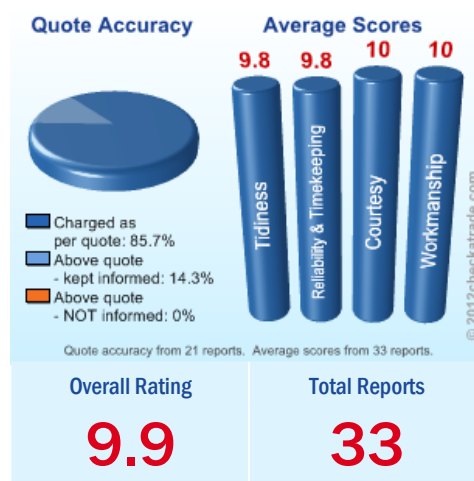 Quote Accuracy
Average Scores
9.8
9.8
10
10
Tidiness
Reliability & Timekeeping
Courtesy
Workmanship
Charged as
per quote: 85.7%
Above quote
- kept informed: 14.3%
Above quote
- NOT informed: 0%
© 2012checkatrade.com
Quote accuracy from 21 reports. Average scores from 33 reports.
Overall Rating
Total Reports
9.9
33